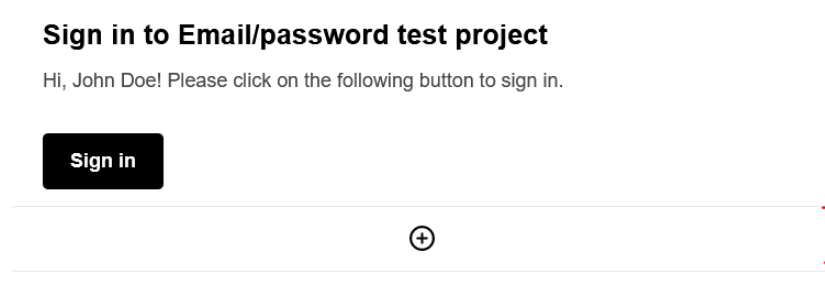 Sign in to Email/password test project
Hi, John Doe! Please click on the following button to sign in.
Sign in